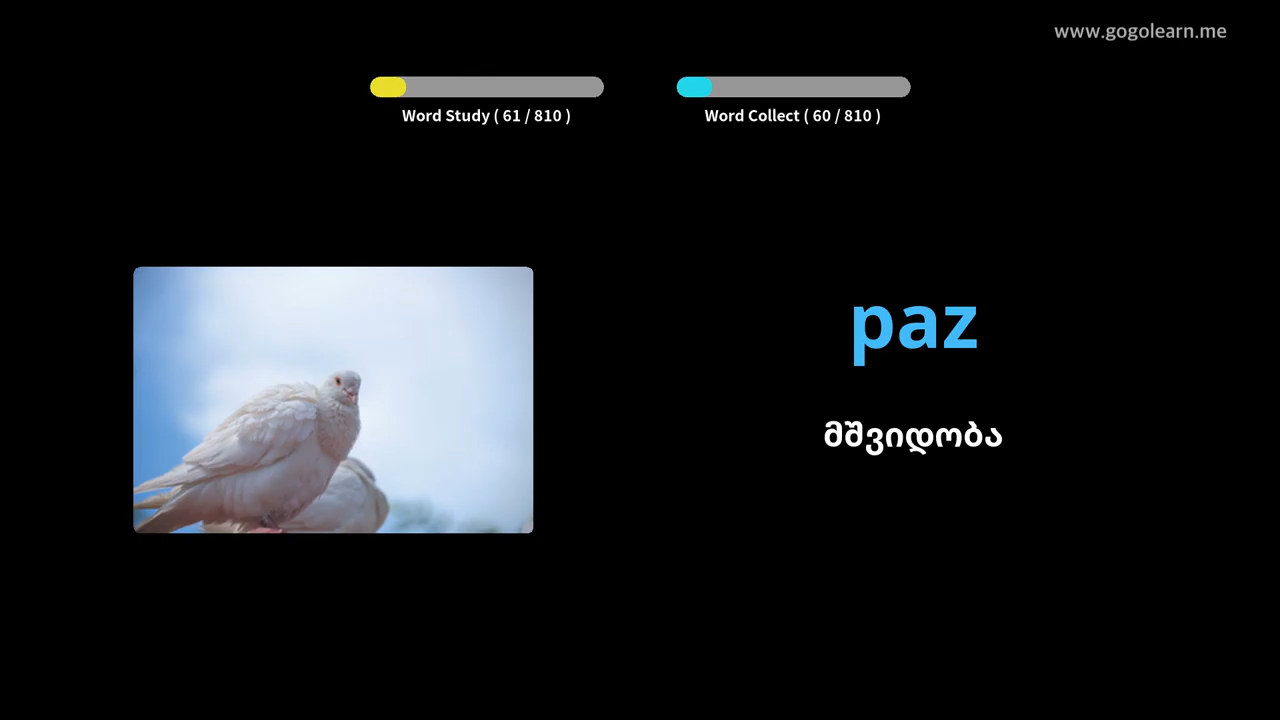 www.gogolearn.me
Word Study ( 61 / 810 )
Word Collect ( 60 / 810 )
paz
მშვიდობა